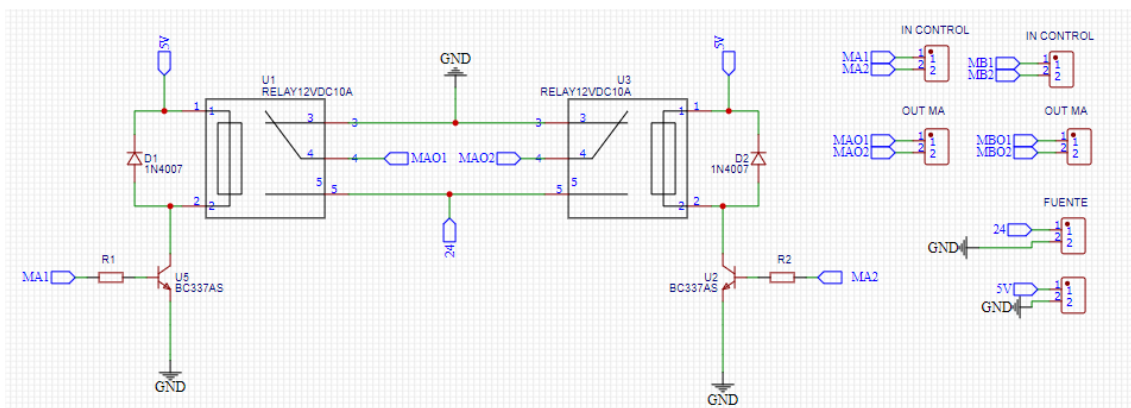 5V
U1
RELAY12VDC10A
1
2
3
3
4
4
5
5
D1
1N4007
MA1
R1
U5
BC337AS
GND
GND
MAO1
MAO2
24
5V
U3
RELAY12VDC10A
3
3
4
4
5
5
1
2
D2
1N4007
U2
BC337AS
R2
MA2
GND
IN CONTROL
MA1 1 1
MA2 2 2
IN CONTROL
MB1 1 1
MB2 2 2
OUT MA
MAO1 1 1
MAO2 2 2
OUT MA
MBO1 1 1
MBO2 2 2
FUENTE
24 1 1
GND 2 2
5V 1 1
GND 2 2